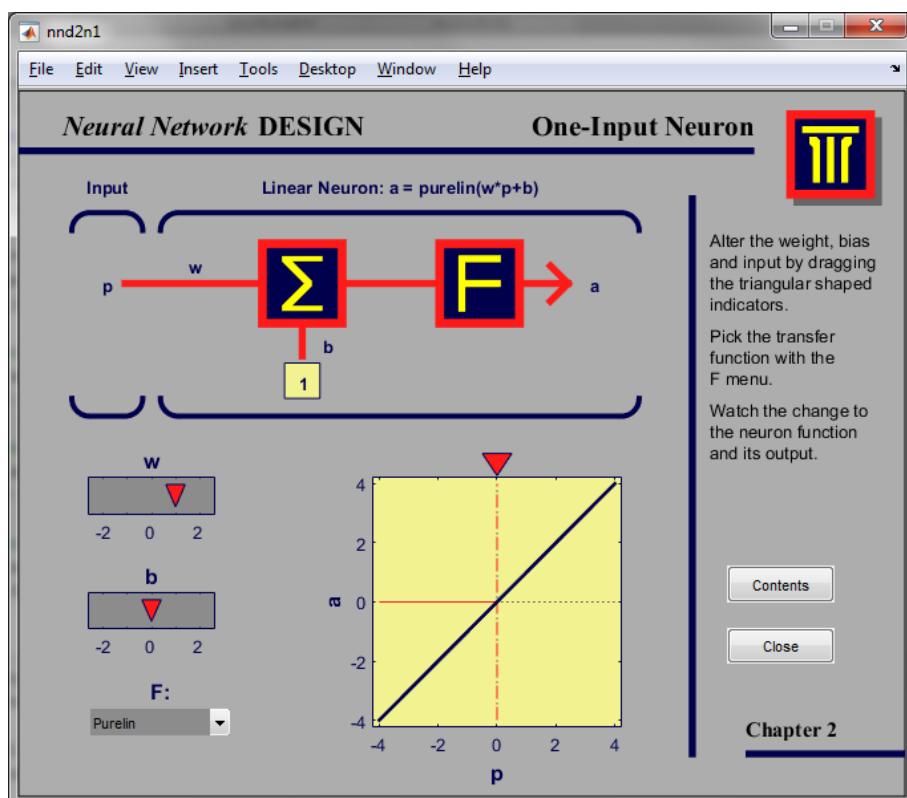 nnd2n1
File Edit View Insert Tools Desktop Window Help
Neural Network DESIGN
One-Input Neuron
Input
Linear Neuron: a = purelin(w*p+b)
p
w
Σ
F
a
b
1
Alter the weight, bias
and input by dragging
the triangular shaped
indicators.
Pick the transfer
function with the
F menu.
Watch the change to
the neuron function
and its output.
w
-2 0 2
b
-2 0 2
F:
Purelin
4
2
0
-2
-4
a
-4 -2 0 2 4
p
Contents
Close
Chapter 2